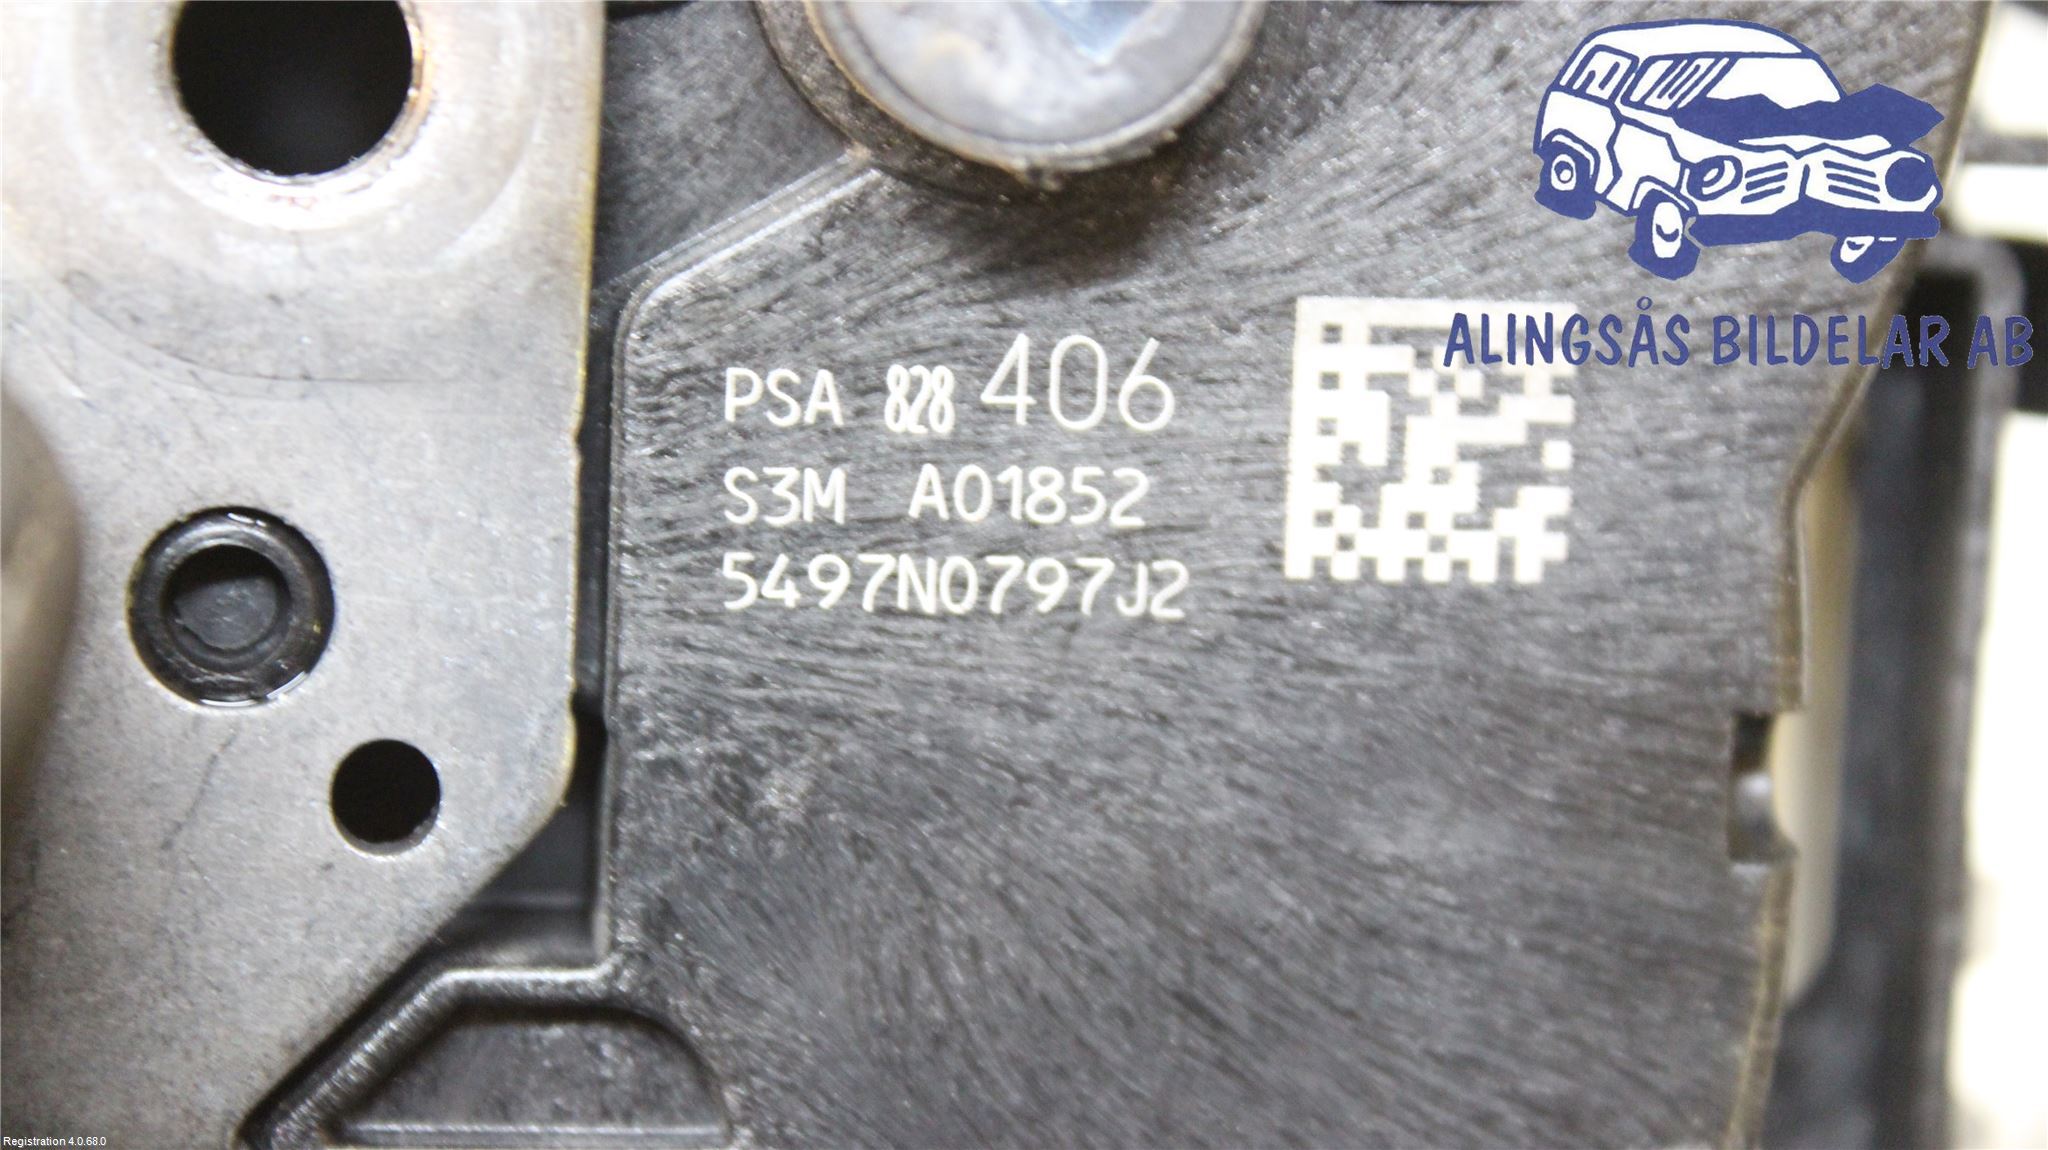 ALINGSÅS BILDELAR AB
PSA 828 406
S3M A01852
5497N0797J2
Registration 4.0.68.0